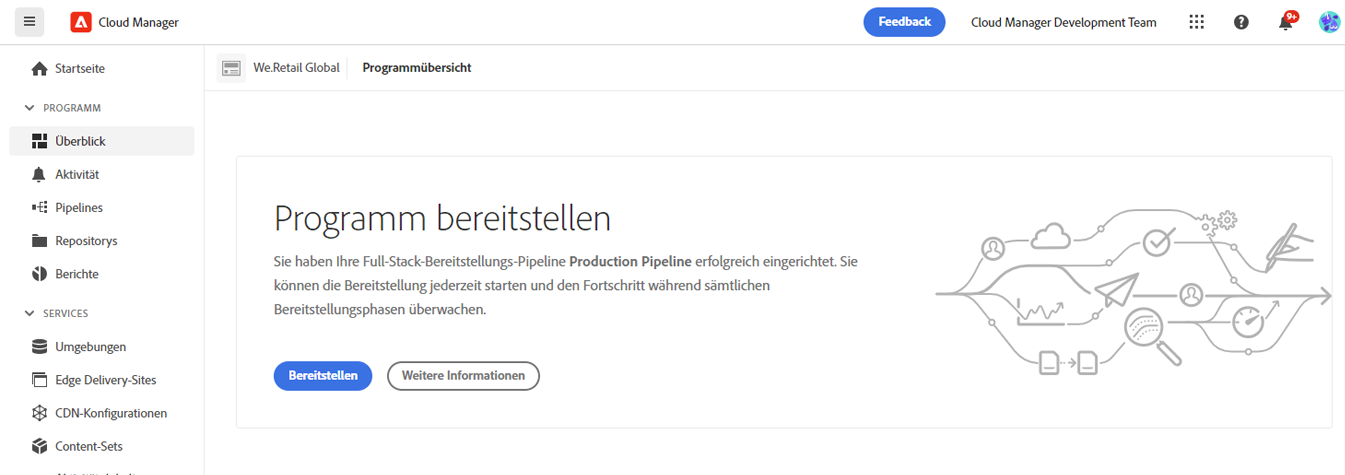 Cloud Manager
Feedback
Cloud Manager Development Team
9+
Startseite
We.Retail Global
Programmübersicht
PROGRAMM
Überblick
Aktivität
Pipelines
Repositorys
Berichte
SERVICES
Umgebungen
Edge Delivery-Sites
CDN-Konfigurationen
Content-Sets
Programm bereitstellen
Sie haben Ihre Full-Stack-Bereitstellungs-Pipeline Production Pipeline erfolgreich eingerichtet. Sie
können die Bereitstellung jederzeit starten und den Fortschritt während sämtlichen
Bereitstellungsphasen überwachen.
Bereitstellen
Weitere Informationen